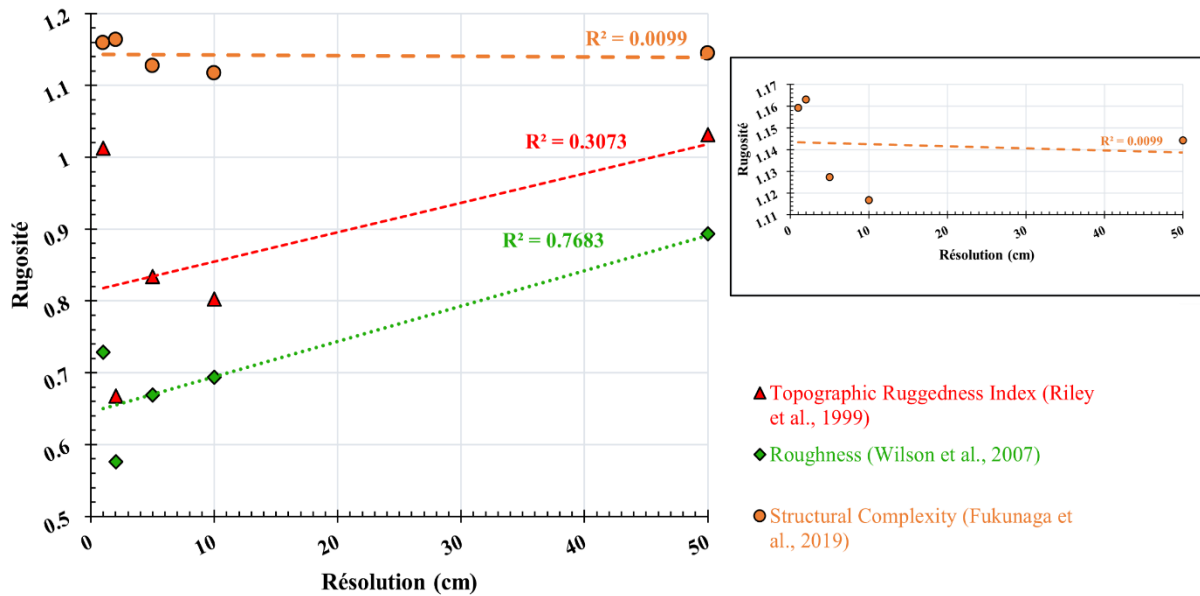 1.2
1.1
1
0.9
0.8
0.7
0.6
0.5
Rugosité
0
10
20
30
40
50
Résolution (cm)
R² = 0.0099
R² = 0.3073
R² = 0.7683
1.17
1.16
1.15
1.14
1.13
1.12
1.11
Rugosité
0
10
20
30
40
50
Résolution (cm)
R² = 0.0099
Topographic Ruggedness Index (Riley
et al., 1999)
Roughness (Wilson et al., 2007)
Structural Complexity (Fukunaga et
al., 2019)